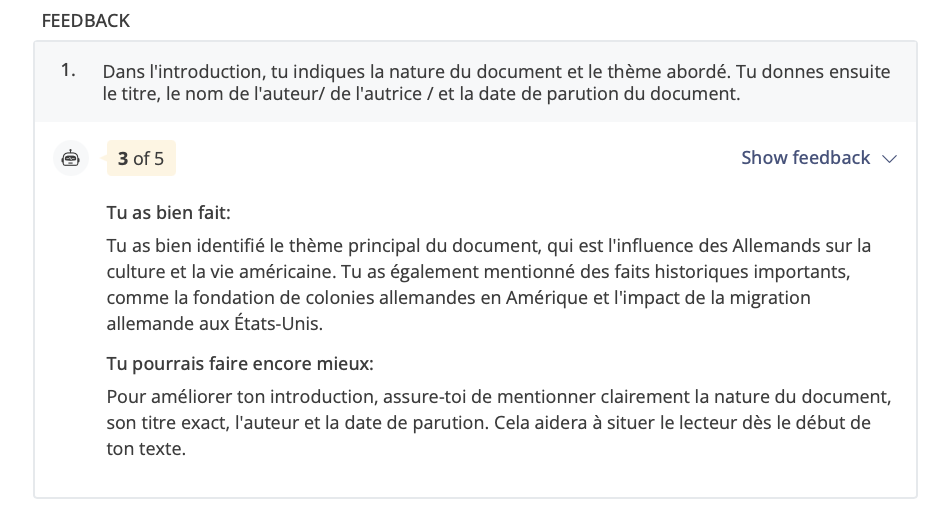 FEEDBACK
1. Dans l'introduction, tu indiques la nature du document et le thème abordé. Tu donnes ensuite
le titre, le nom de l'auteur/ de l'autrice / et la date de parution du document.
3 of 5
Show feedback
Tu as bien fait:
Tu as bien identifié le thème principal du document, qui est l'influence des Allemands sur la
culture et la vie américaine. Tu as également mentionné des faits historiques importants,
comme la fondation de colonies allemandes en Amérique et l'impact de la migration
allemande aux États-Unis.
Tu pourrais faire encore mieux:
Pour améliorer ton introduction, assure-toi de mentionner clairement la nature du document,
son titre exact, l'auteur et la date de parution. Cela aidera à situer le lecteur dès le début de
ton texte.